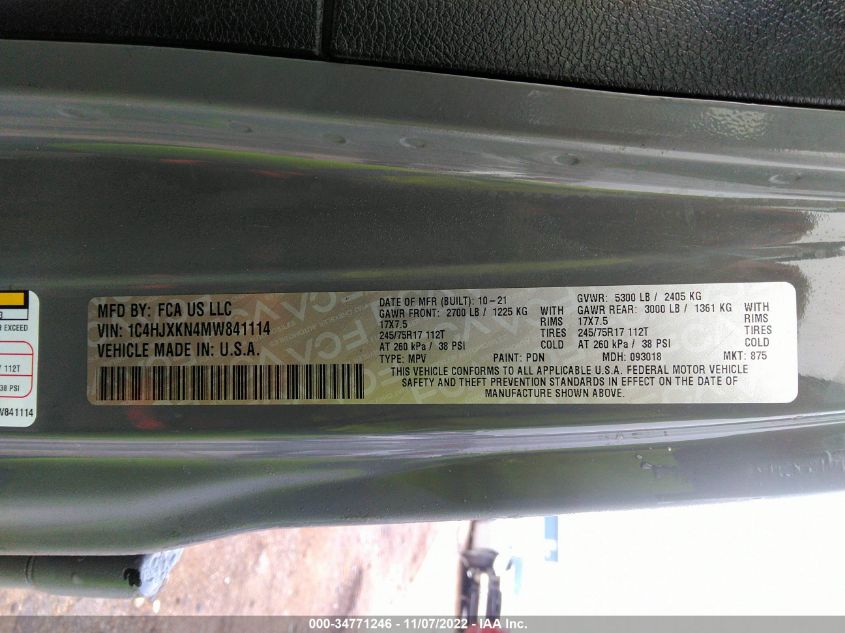 MFD BY: FCA US LLC
VIN: 1C4HJXKN4MW841114
VEHICLE MADE IN: U.S.A.
DATE OF MFR (BUILT): 10-21
GVWR: 5300 LB / 2405 KG
GAWR FRONT: 2700 LB / 1225 KG WITH
GAWR REAR: 3000 LB / 1361 KG WITH
17X7.5 RIMS
17X7.5 RIMS
245/75R17 112T TIRES
245/75R17 112T TIRES
AT 260 kPa / 38 PSI COLD
AT 260 kPa / 38 PSI COLD
TYPE: MPV PAINT: PDN MDH: 093018 MKT: 875
THIS VEHICLE CONFORMS TO ALL APPLICABLE U.S.A. FEDERAL MOTOR VEHICLE
SAFETY AND THEFT PREVENTION STANDARDS IN EFFECT ON THE DATE OF
MANUFACTURE SHOWN ABOVE.
EXCEED
112T
38 PSI
W841114
000-34771246 - 11/07/2022 - IAA Inc.